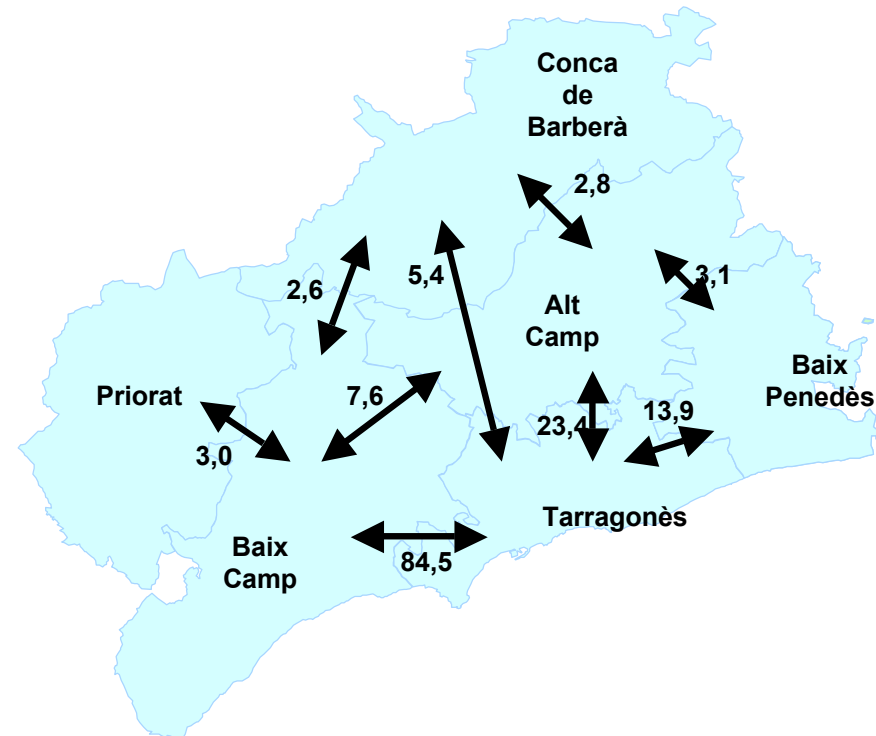 Conca
de
Barberà
2,8
2,6
5,4
3,1
Alt
Camp
Baix
Penedès
Priorat
7,6
23,4
13,9
3,0
Tarragonès
Baix
Camp
84,5